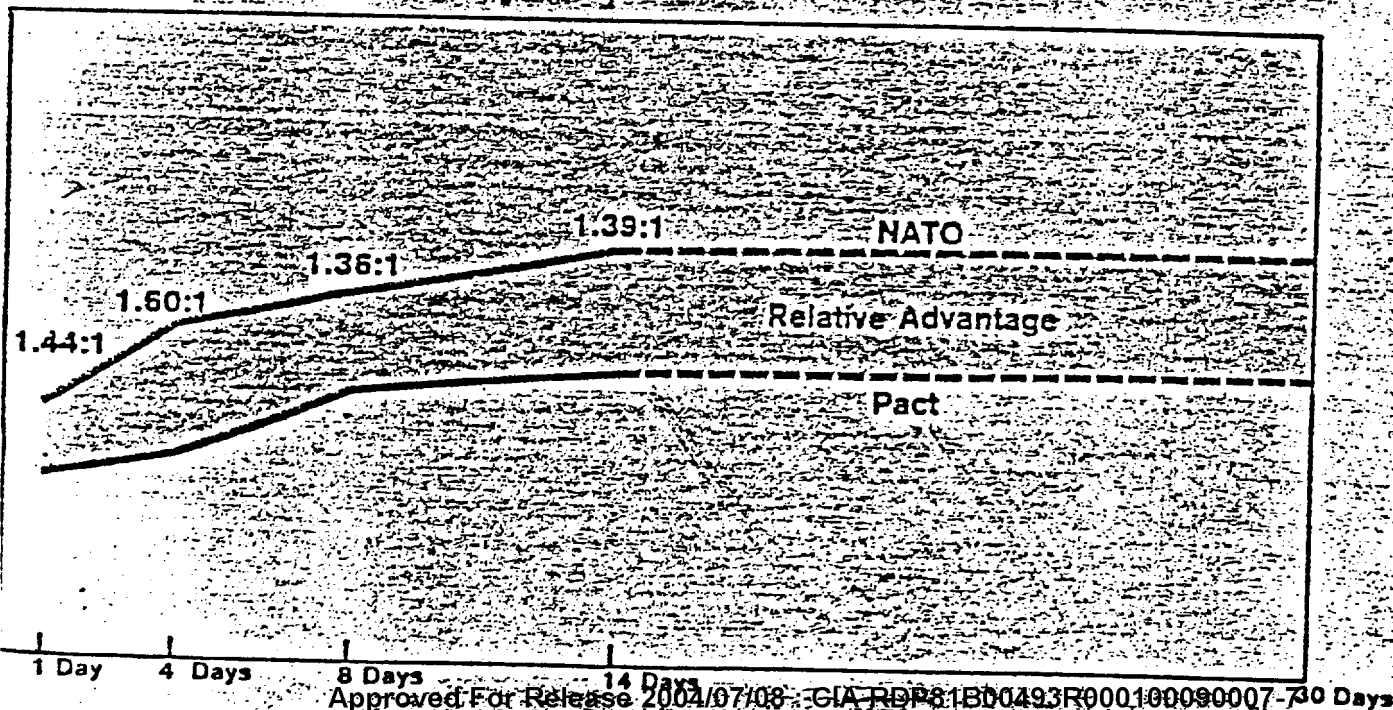 1.39:1
NATO
1.36:1
1.60:1
Relative Advantage
1.44:1
Pact
1 Day
4 Days
8 Days
14 Days
30 Days
Approved For Release 2004/07/08 : CIA-RDP81B00493R000100090007-7